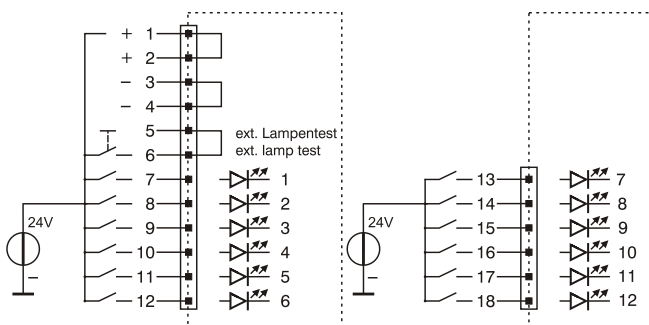 + 1
+ 2
− 3
− 4
5 ext. Lampentest
6 ext. lamp test
7 1
8 2
24V
9 3
10 4
− 11 5
12 6
13 7
14 8
24V
15 9
16 10
− 17 11
18 12